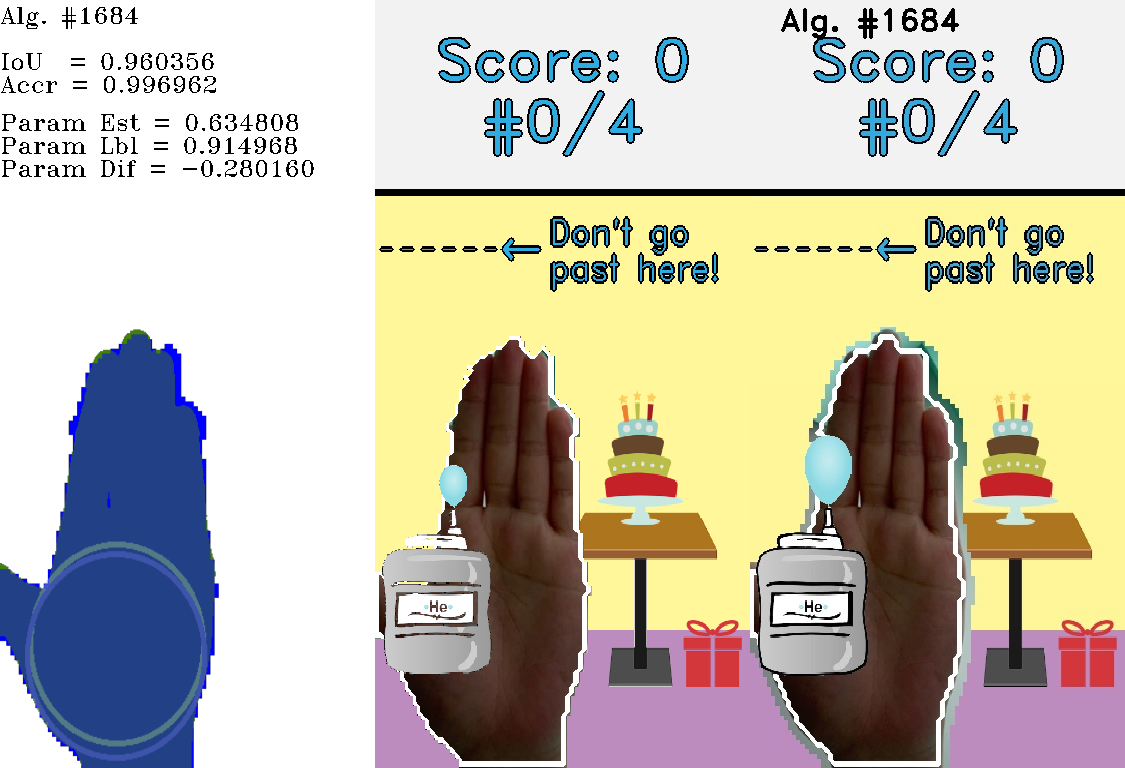 Alg. #1684
IoU = 0.960356
Accr = 0.996962
Param Est = 0.634808
Param Lbl = 0.914968
Param Dif = −0.280160
Score: 0
#0/4
Don't go
past here!
He
Alg. #1684
Score: 0
#0/4
Don't go
past here!
He